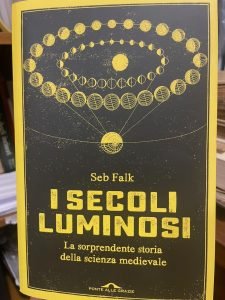 Seb Falk
I SECOLI
LUMINOSI
La sorprendente storia
della scienza medievale
PONTE ALLE GRAZIE